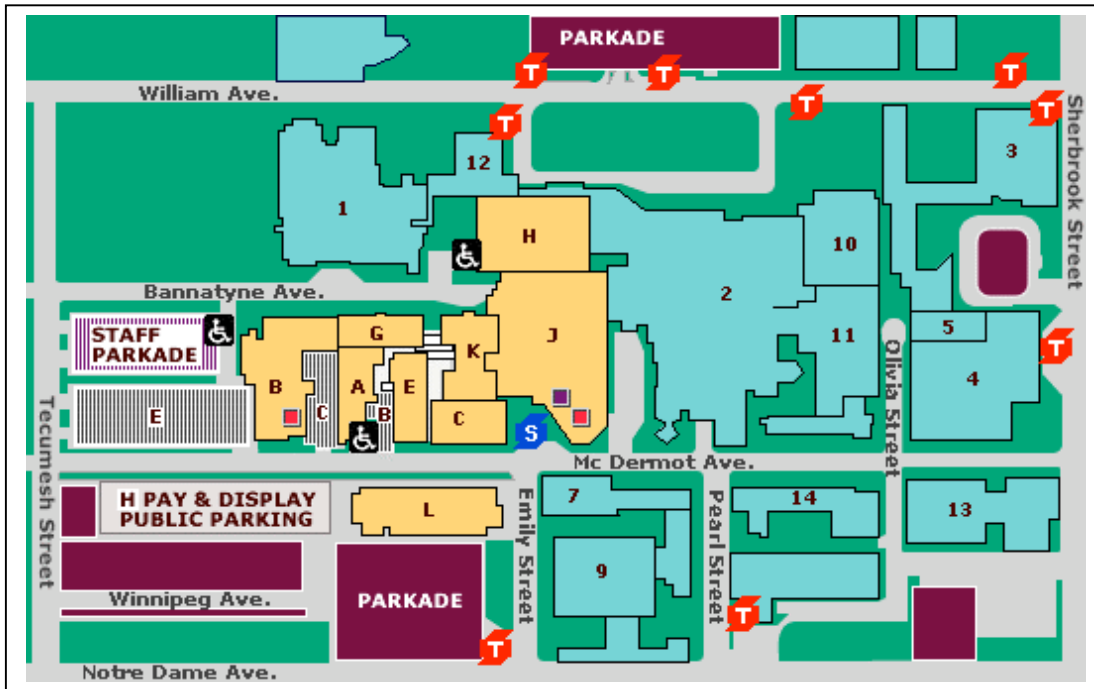 PARKADE
T
T
T
William Ave.
T
T
T
12
3
1
Sherbrook Street
H
10
2
Bannatyne Ave.
STAFF
PARKADE
G
J
K
5
11
B
A
E
4
C
E
B
C
T
Olivia Street
S
Mc Dermot Ave.
Tecumesh Street
H PAY & DISPLAY
PUBLIC PARKING
L
7
14
13
Emily Street
Pearl Street
9
Winnipeg Ave.
PARKADE
T
T
Notre Dame Ave.